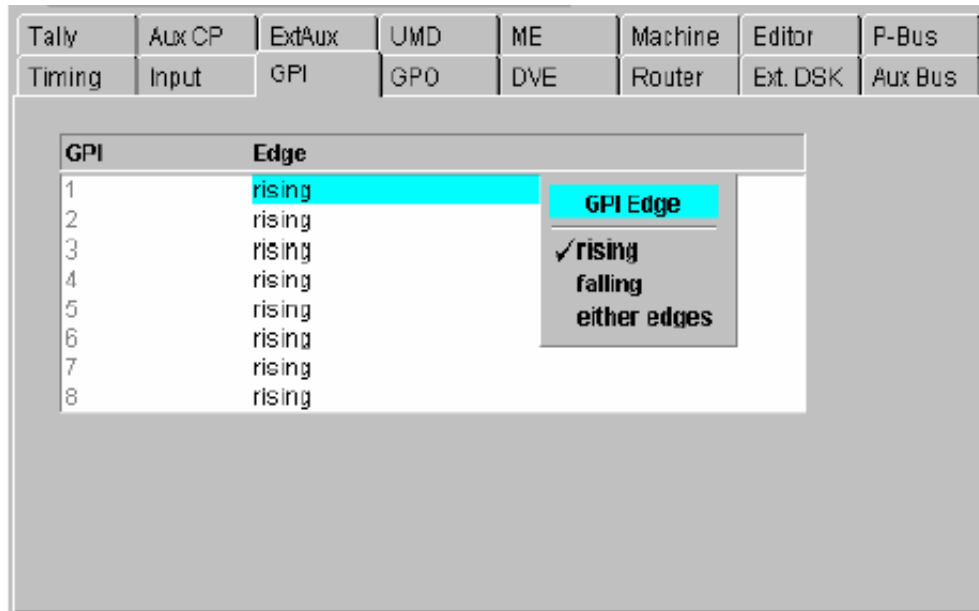 Tally Aux CP ExtAux UMD ME Machine Editor P-Bus
Timing Input GPI GPO DVE Router Ext. DSK Aux Bus
GPI Edge
1 rising
2 rising
3 rising
4 rising
5 rising
6 rising
7 rising
8 rising
GPI Edge
✓rising
falling
either edges